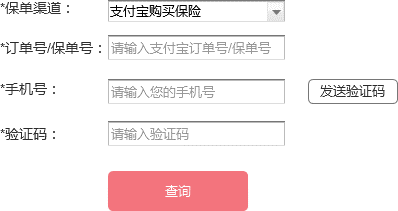 *保单渠道： 支付宝购买保险
*订单号/保单号： 请输入支付宝订单号/保单号
*手机号： 请输入您的手机号 发送验证码
*验证码： 请输入验证码
查询